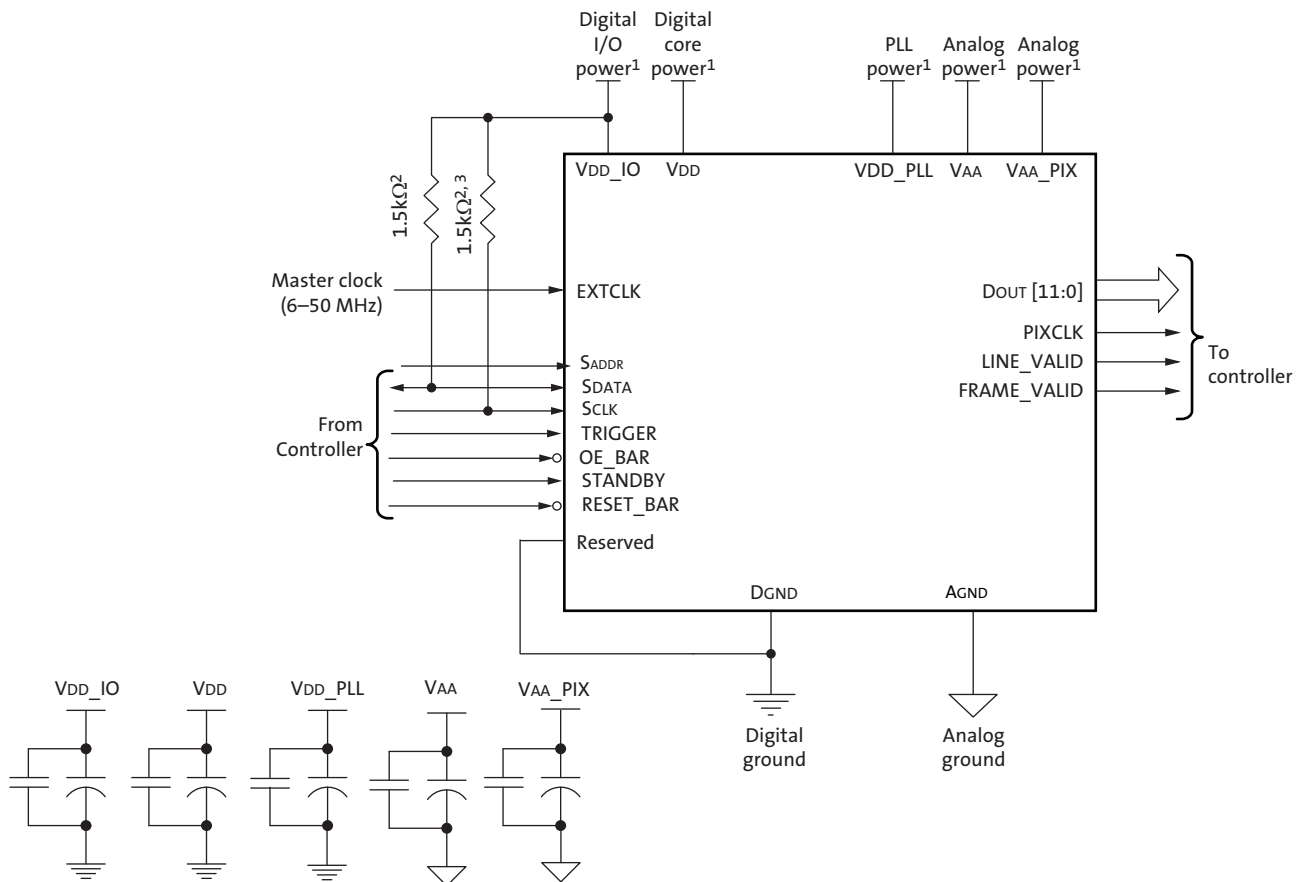 Digital
I/O
power1
Digital
core
power1
PLL
power1
Analog
power1
Analog
power1
VDD_IO
VDD
VDD_PLL
VAA
VAA_PIX
1.5kΩ2
1.5kΩ2, 3
Master clock
(6–50 MHz)
EXTCLK
SADDR
SDATA
SCLK
TRIGGER
OE_BAR
STANDBY
RESET_BAR
Reserved
From
Controller
DOUT [11:0]
PIXCLK
LINE_VALID
FRAME_VALID
To
controller
DGND
AGND
Digital
ground
Analog
ground
VDD_IO
VDD
VDD_PLL
VAA
VAA_PIX